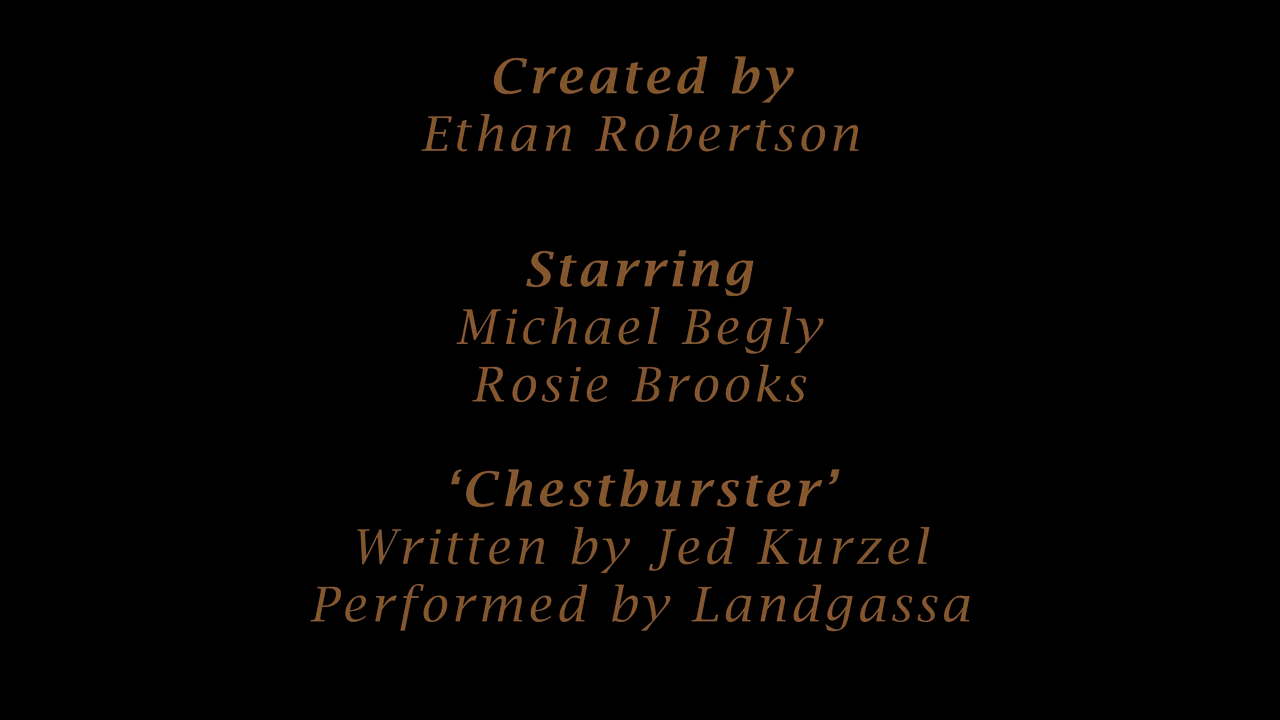 Created by
Ethan Robertson
Starring
Michael Begly
Rosie Brooks
‘Chestburster’
Written by Jed Kurzel
Performed by Landgassa